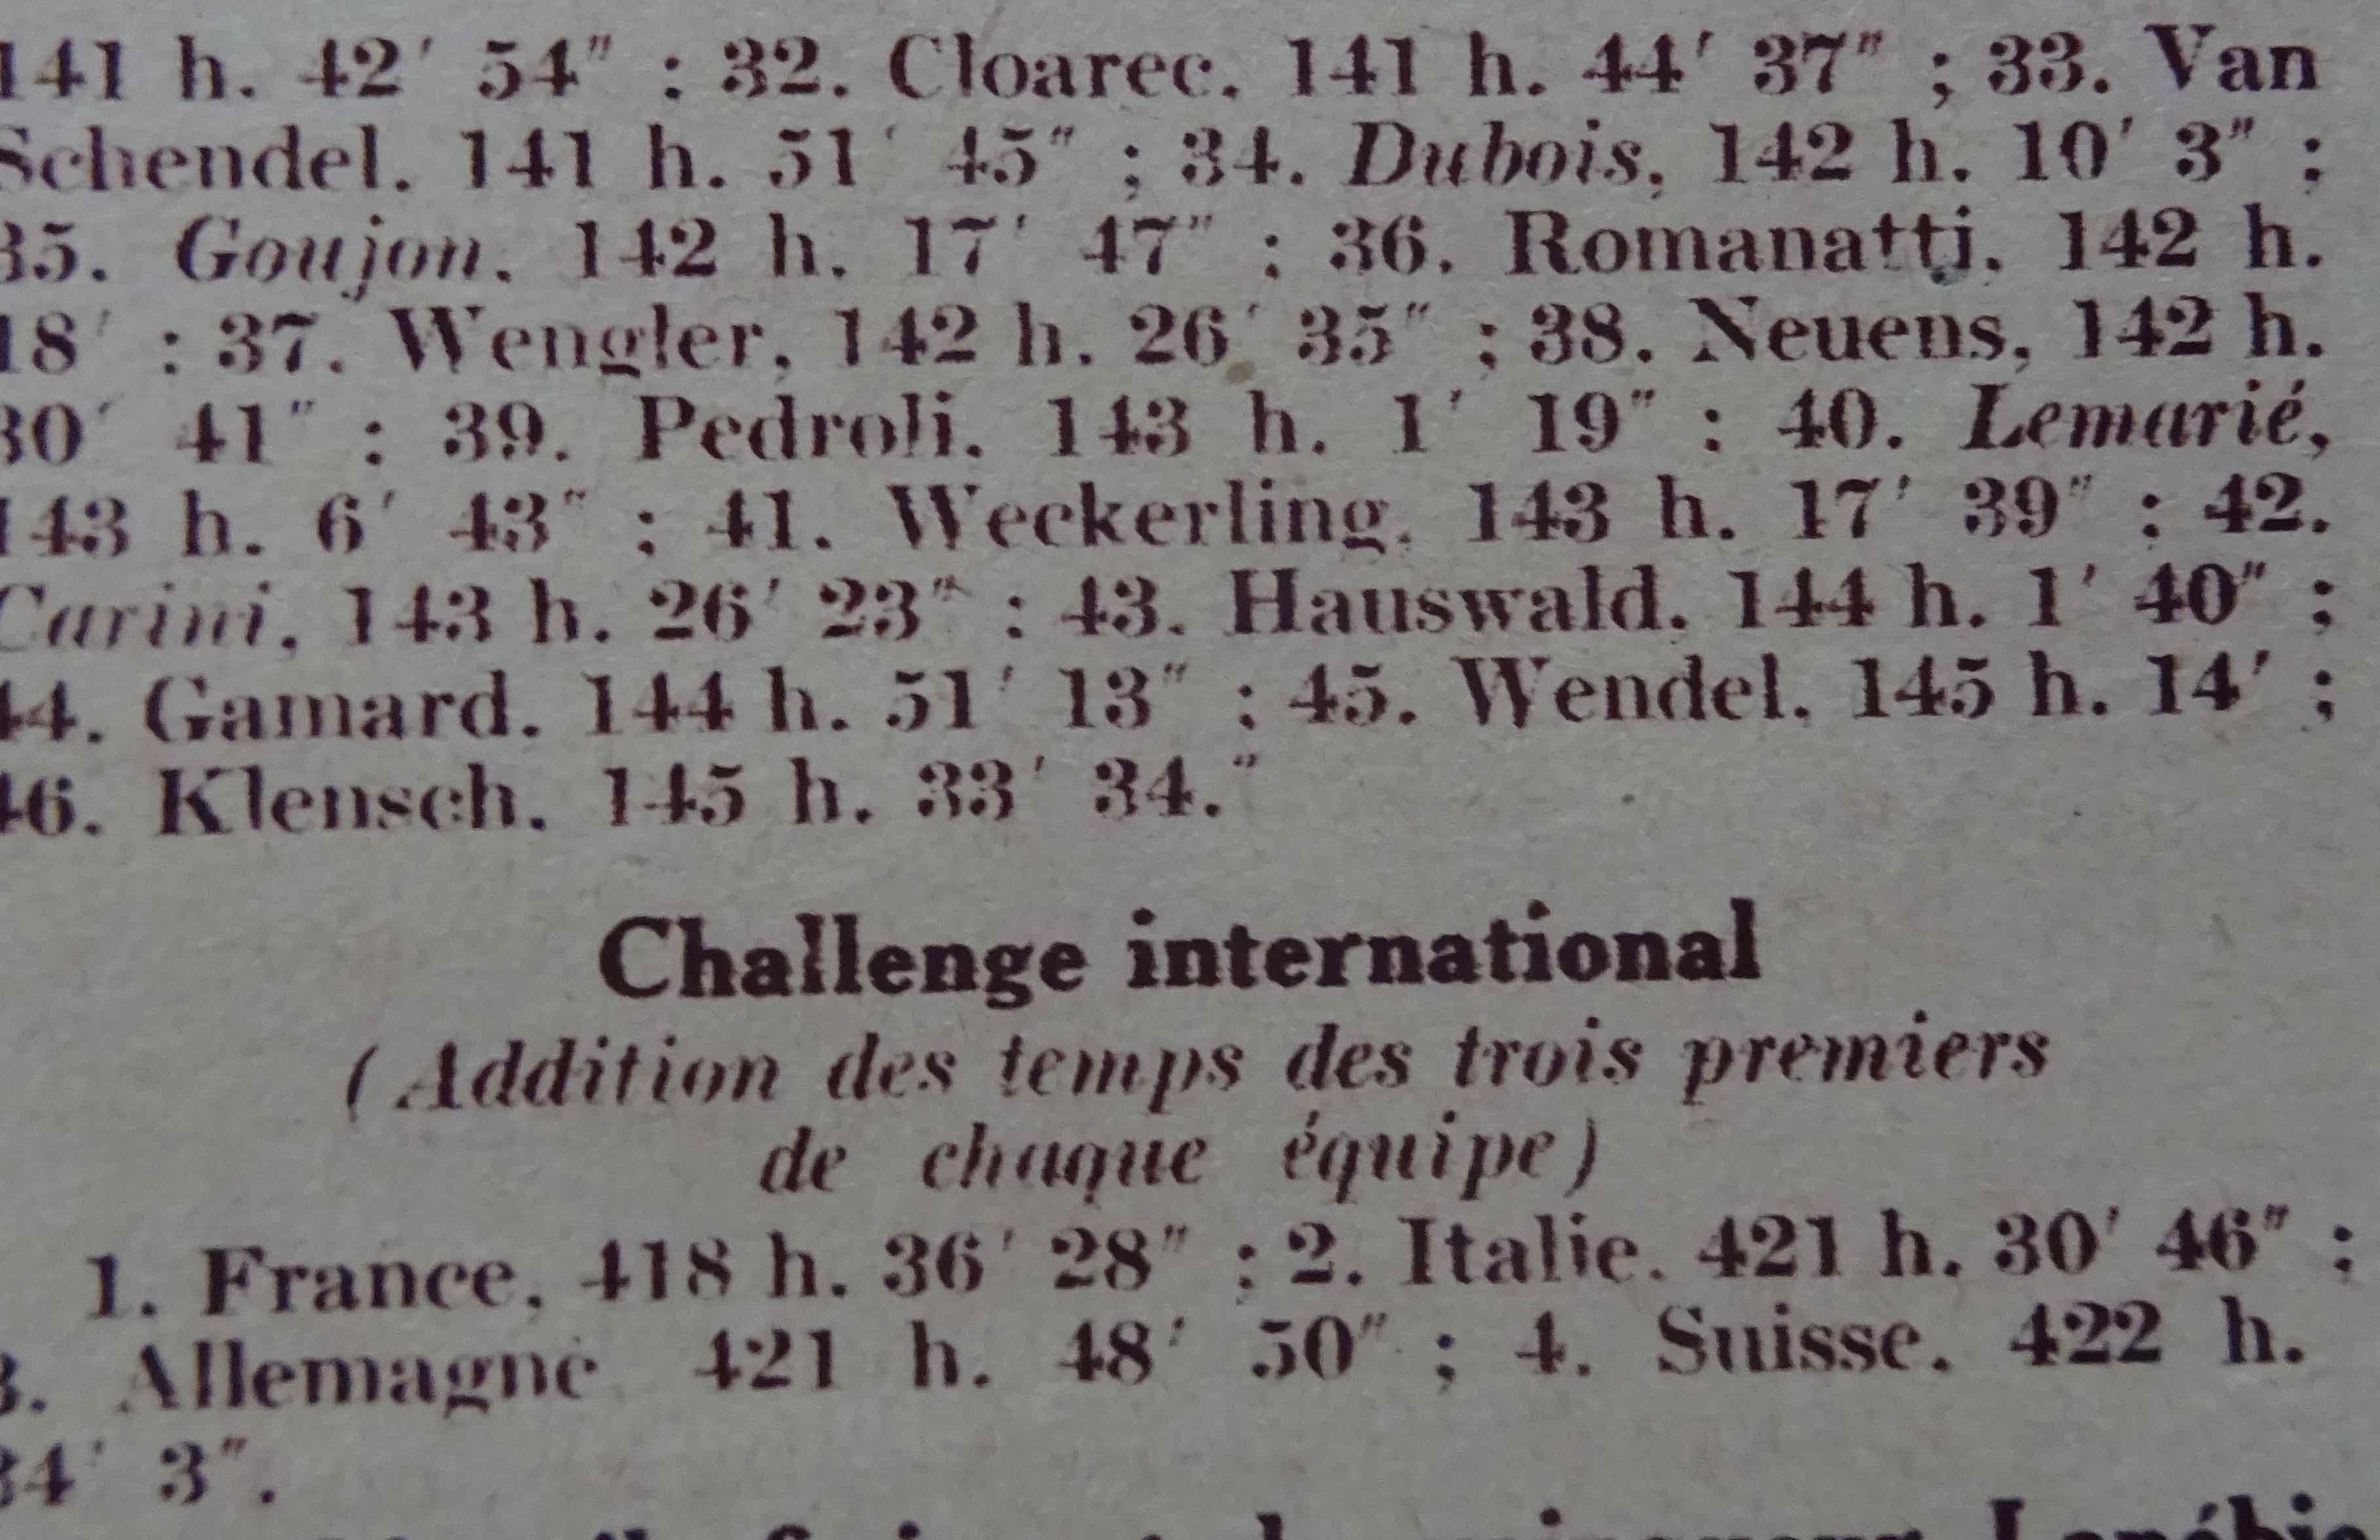 141 h. 42' 54" : 32. Cloarec. 141 h. 44' 37" ; 33. Van
Schendel. 141 h. 51' 45" ; 34. Dubois, 142 h. 10' 3" ;
35. Goujon. 142 h. 17' 47" : 36. Romanatti. 142 h.
18' : 37. Wengler, 142 h. 26' 35" ; 38. Neuens, 142 h.
30' 41" : 39. Pedroli. 143 h. 1' 19" : 40. Lemarié,
143 h. 6' 43" : 41. Weckerling. 143 h. 17' 39" : 42.
Carini, 143 h. 26' 23" : 43. Hauswald. 144 h. 1' 40" ;
44. Gamard. 144 h. 51' 13" : 45. Wendel. 145 h. 14' ;
46. Klensch. 145 h. 33' 34."
Challenge international
(Addition des temps des trois premiers
de chaque équipe)
1. France, 418 h. 36' 28" : 2. Italie. 421 h. 30' 46" ;
3. Allemagne 421 h. 48' 50" ; 4. Suisse. 422 h.
34' 3".